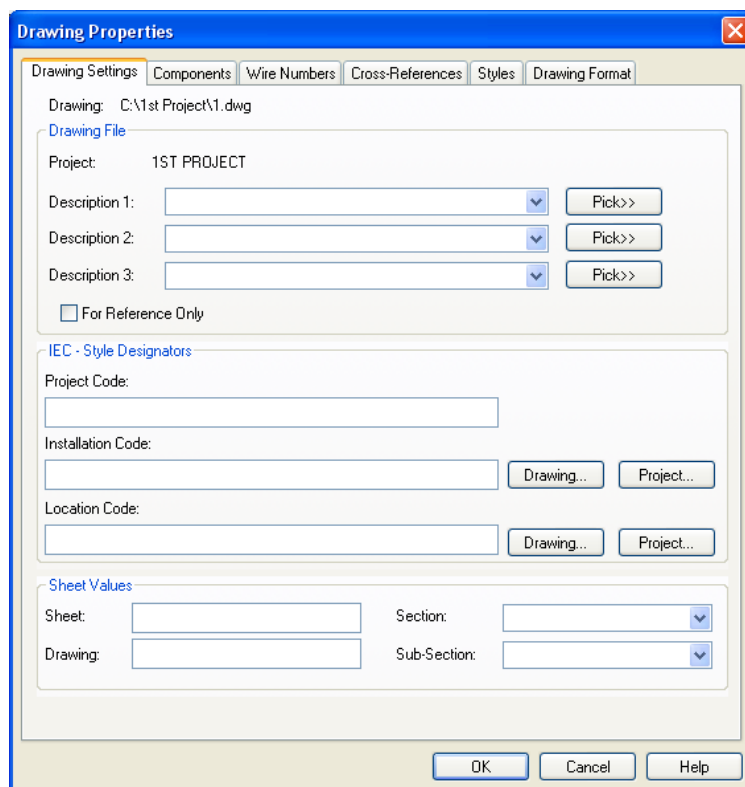 Drawing Properties
Drawing Settings Components Wire Numbers Cross-References Styles Drawing Format
Drawing: C:\1st Project\1.dwg
Drawing File
Project: 1ST PROJECT
Description 1: Pick>>
Description 2: Pick>>
Description 3: Pick>>
For Reference Only
IEC - Style Designators
Project Code:
Installation Code:
Drawing... Project...
Location Code:
Drawing... Project...
Sheet Values
Sheet: Section:
Drawing: Sub-Section:
OK Cancel Help